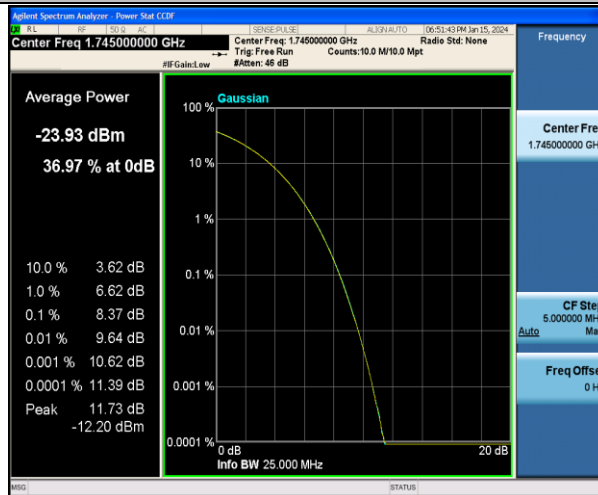 Agilent Spectrum Analyzer - Power Stat CCDF
RL RF 50 Ω AC SENSE:PULSE ALIGNAUTO 06:51:43 PM Jan 15, 2024
Center Freq 1.745000000 GHz
Center Freq: 1.745000000 GHz Radio Std: None
Trig: Free Run Counts:10.0 M/10.0 Mpt
#IFGain:Low #Atten: 46 dB
Frequency
Average Power
-23.93 dBm
36.97 % at 0dB
10.0 % 3.62 dB
1.0 % 6.62 dB
0.1 % 8.37 dB
0.01 % 9.64 dB
0.001 % 10.62 dB
0.0001 % 11.39 dB
Peak 11.73 dB
-12.20 dBm
Gaussian
100 %
10 %
1 %
0.1 %
0.01 %
0.001 %
0.0001 %
0 dB 20 dB
Info BW 25.000 MHz
Center Fre
1.745000000 GH
CF Ste
5.000000 MH
Auto Ma
Freq Offse
0 H
MSG STATUS